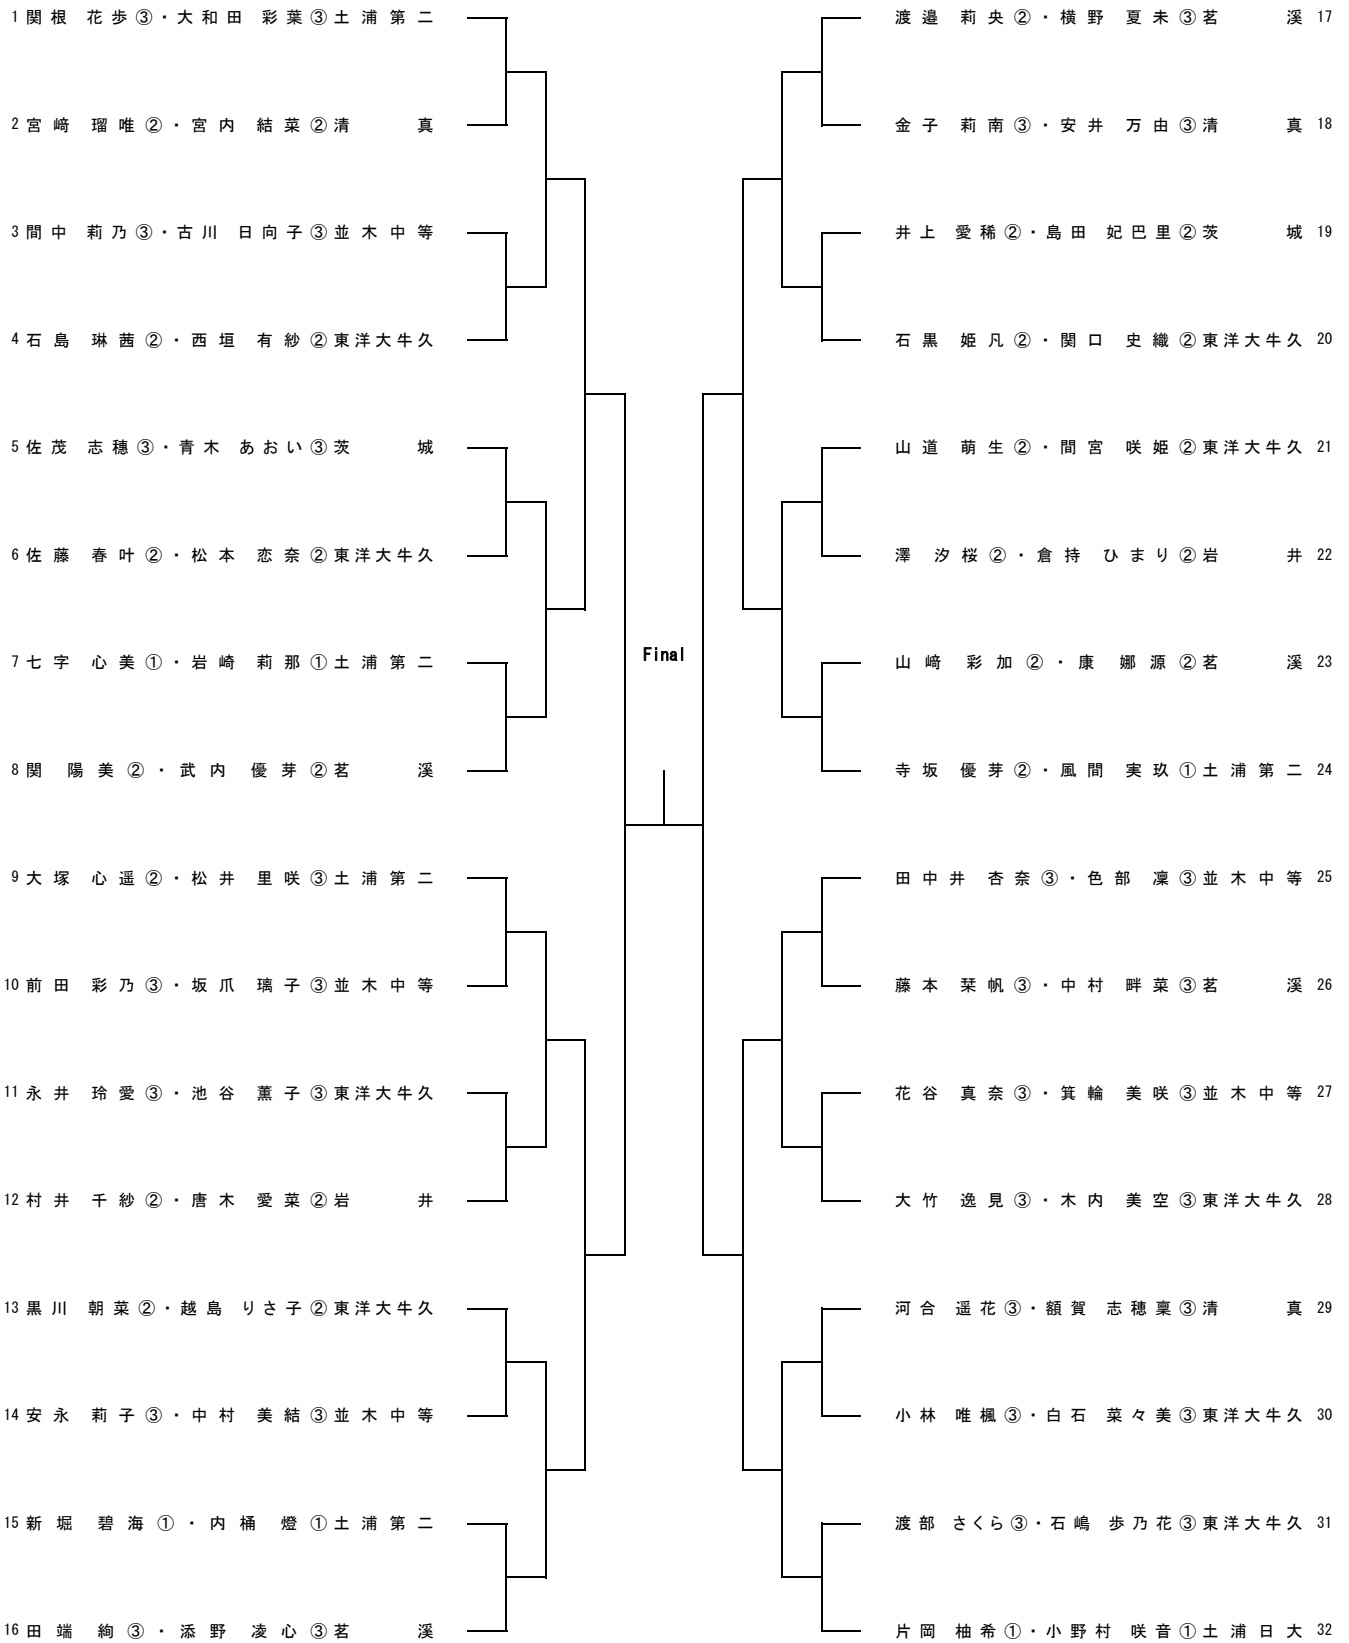 1 関根 花歩③・大和田 彩葉③土浦第二
2 宮﨑 瑠唯②・宮内 結菜②清 真
3 間中 莉乃③・古川 日向子③並木中等
4 石島 琳茜②・西垣 有紗②東洋大牛久
5 佐茂 志穗③・青木 あおい③茨 城
6 佐藤 春叶②・松本 恋奈②東洋大牛久
7 七字 心美①・岩崎 莉那①土浦第二
8 関 陽美②・武内 優芽②茗 溪
9 大塚 心遥②・松井 里咲③土浦第二
10 前田 彩乃③・坂爪 璃子③並木中等
11 永井 玲愛③・池谷 薫子③東洋大牛久
12 村井 千紗②・唐木 愛菜②岩 井
13 黒川 朝菜②・越島 りさ子②東洋大牛久
14 安永 莉子③・中村 美結③並木中等
15 新堀 碧海①・内桶 燈①土浦第二
16 田端 絢③・添野 凌心③茗 溪
Final
渡邉 莉央②・横野 夏未③茗 溪 17
金子 莉南③・安井 万由③清 真 18
井上 愛稀②・島田 妃巴里②茨 城 19
石黒 姫凡②・関口 史織②東洋大牛久 20
山道 萌生②・間宮 咲姫②東洋大牛久 21
澤 汐桜②・倉持 ひまり②岩 井 22
山﨑 彩加②・康 娜源②茗 溪 23
寺坂 優芽②・風間 実玖①土浦第二 24
田中井 杏奈③・色部 凜③並木中等 25
藤本 栞帆③・中村 畔菜③茗 溪 26
花谷 真奈③・箕輪 美咲③並木中等 27
大竹 逸見③・木内 美空③東洋大牛久 28
河合 遥花③・額賀 志穂稟③清 真 29
小林 唯楓③・白石 菜々美③東洋大牛久 30
渡部 さくら③・石嶋 歩乃花③東洋大牛久 31
片岡 柚希①・小野村 咲音①土浦日大 32